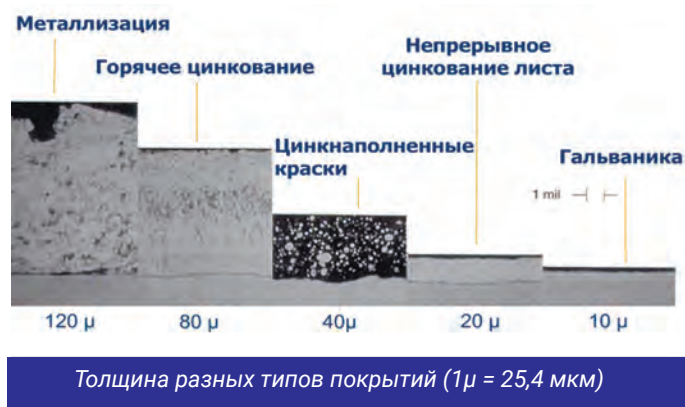 Металлизация
Горячее цинкование
Непрерывное
цинкование листа
Цинкнаполненные
краски
Гальваника
1 mil
120 µ
80 µ
40µ
20 µ
10 µ
Толщина разных типов покрытий (1µ = 25,4 мкм)